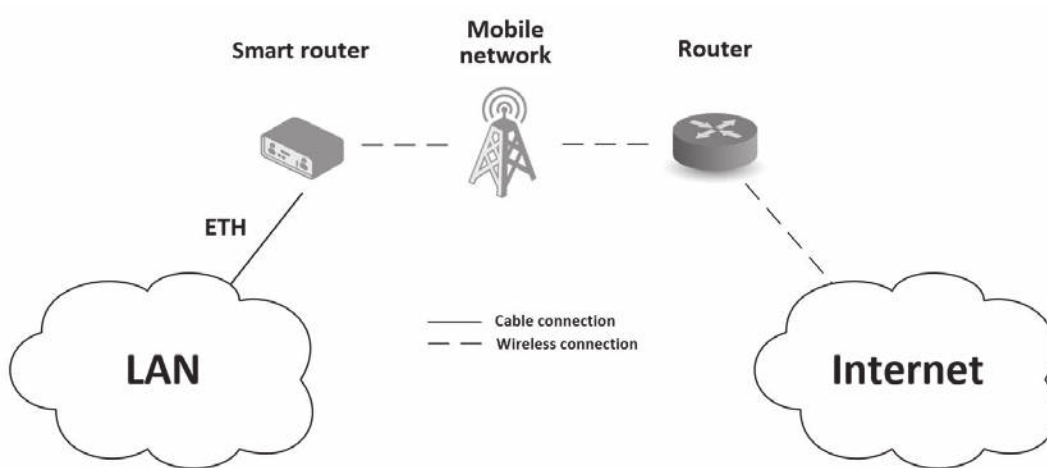 Smart router
Mobile
network
Router
ETH
LAN
Cable connection
Wireless connection
Internet